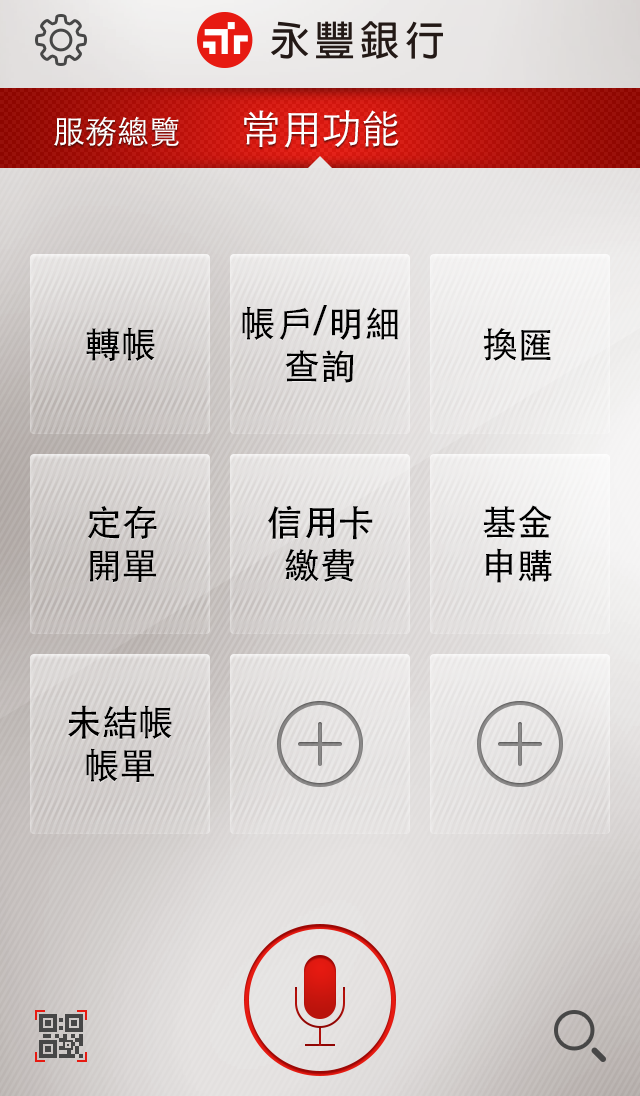 永豐銀行
服務總覽 常用功能
轉帳
帳戶/明細
查詢
換匯
定存
開單
信用卡
繳費
基金
申購
未結帳
帳單